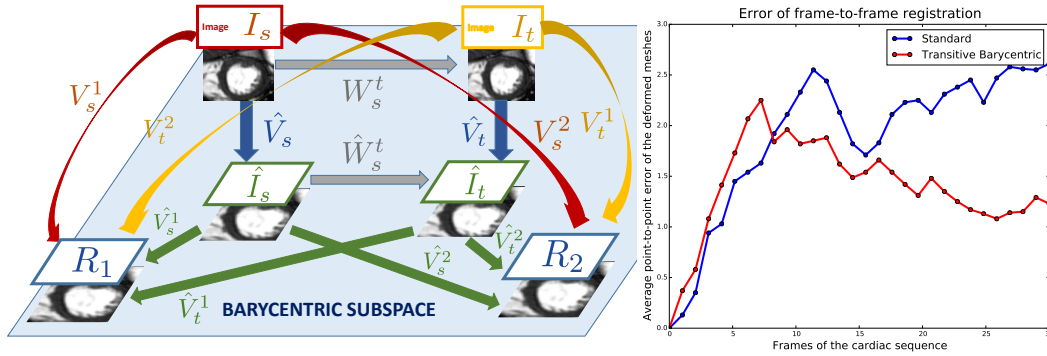 Image I_s
Image I_t
V_s^1
V_t^2
W_s^t
V_s^2
V_t^1
\hat{V}_s
\hat{V}_t
\hat{W}_s^t
\hat{I}_s
\hat{I}_t
\hat{V}_s^1
\hat{V}_t^2
\hat{V}_s^2
\hat{V}_t^1
R_1
R_2
BARYCENTRIC SUBSPACE
Error of frame-to-frame registration
Standard
Transitive Barycentric
Average point-to-point error of the deformed meshes
3.0
2.5
2.0
1.5
1.0
0.5
0.0
0 5 10 15 20 25 30
Frames of the cardiac sequence